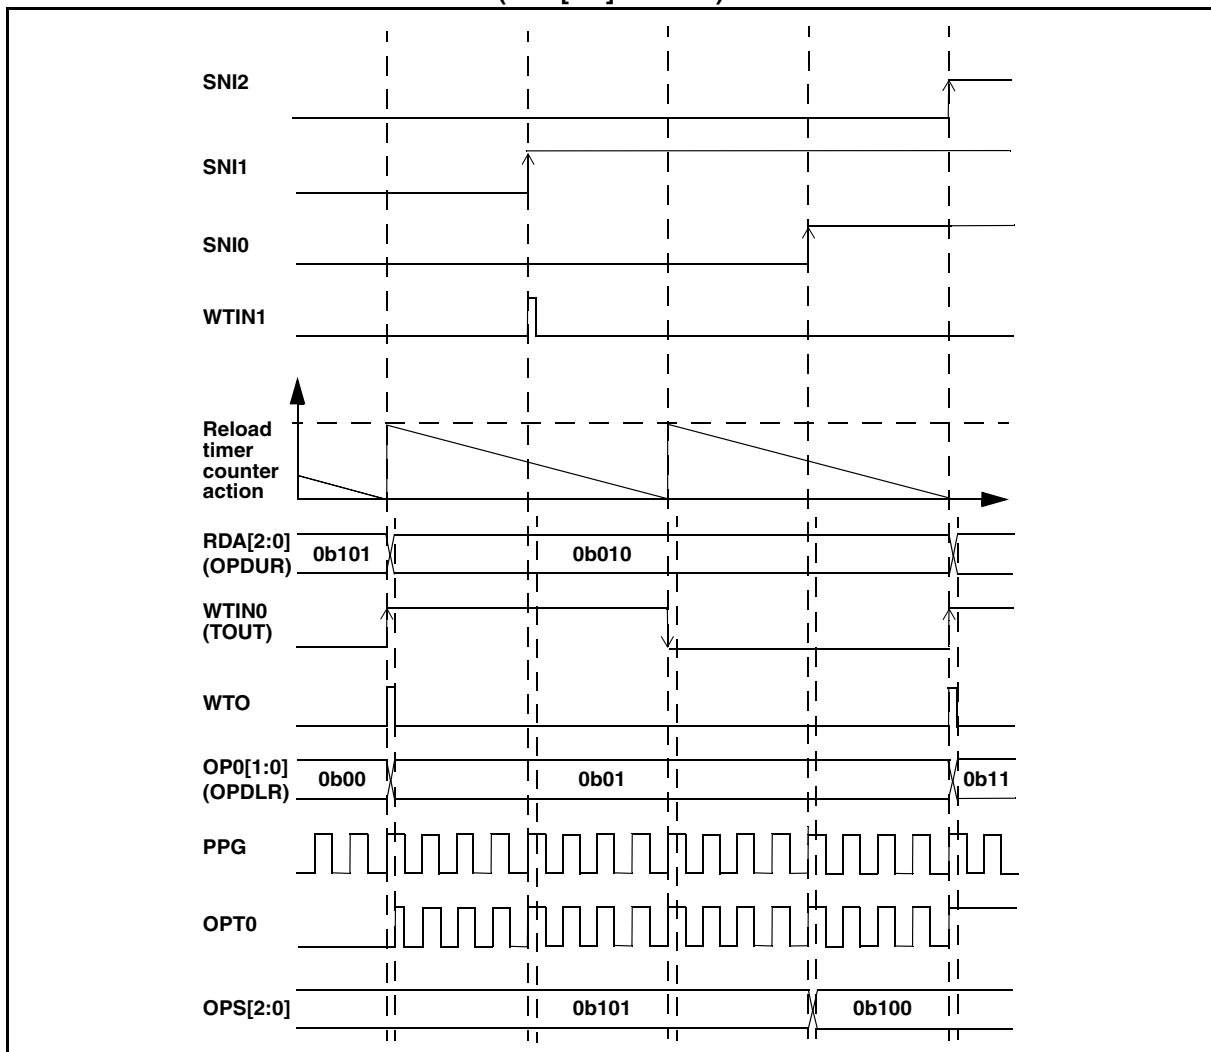 SNI2
SNI1
SNI0
WTIN1
Reload
timer
counter
action
RDA[2:0]
(OPDUR)
0b101
0b010
WTIN0
(TOUT)
WTO
OP0[1:0]
(OPDLR)
0b00
0b01
0b11
PPG
OPT0
OPS[2:0]
0b101
0b100